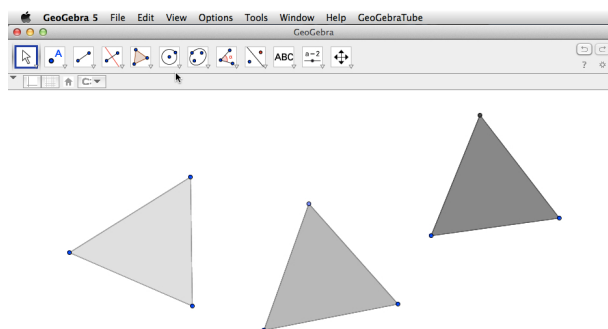 GeoGebra 5 File Edit View Options Tools Window Help GeoGebraTube
GeoGebra
A α ABC a=2
?
C: